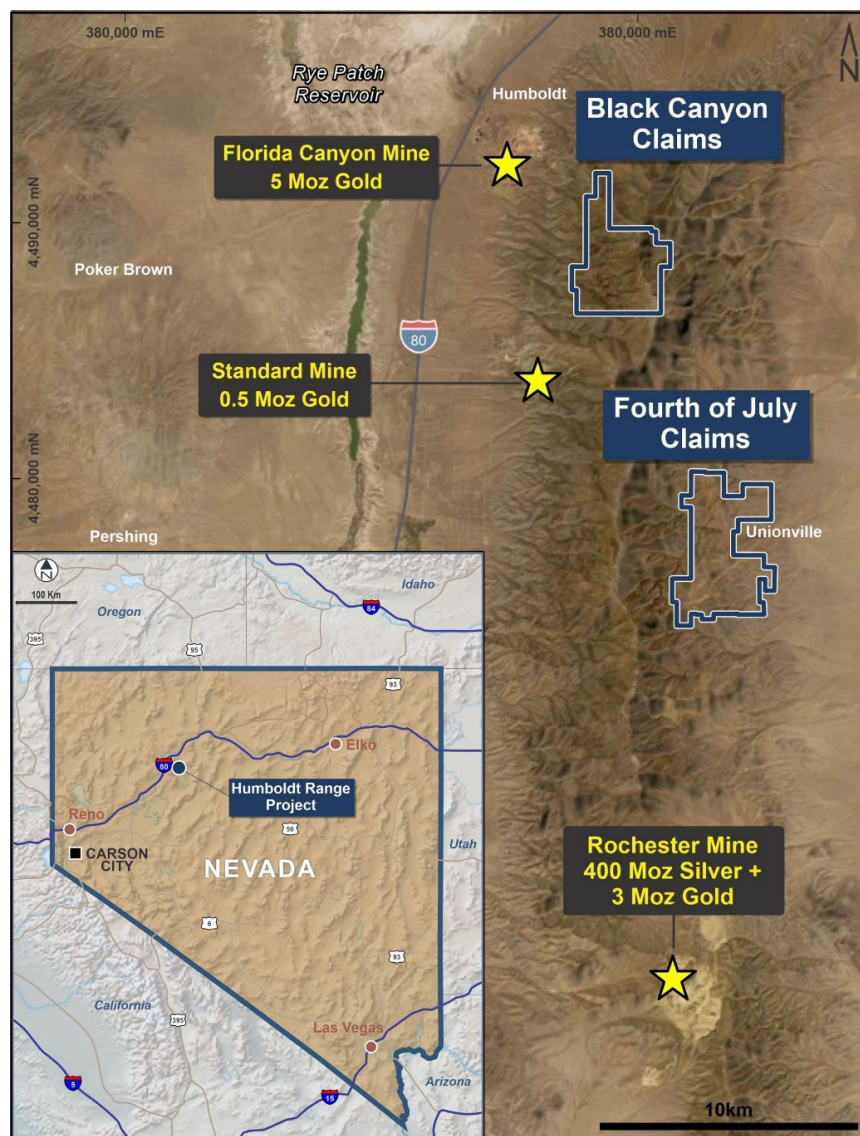 380,000 mE
380,000 mE
N
Rye Patch
Reservoir
Humboldt
Black Canyon
Claims
Florida Canyon Mine
5 Moz Gold
4,490,000 mN
Poker Brown
80
Standard Mine
0.5 Moz Gold
Fourth of July
Claims
4,480,000 mN
Unionville
Pershing
N
100 Km
Oregon
Idaho
84
395
95
93
Elko
80
Humboldt Range
Project
Reno
50
Utah
CARSON
CITY
NEVADA
6
93
California
395
Las Vegas
5
15
Arizona
Rochester Mine
400 Moz Silver +
3 Moz Gold
10km